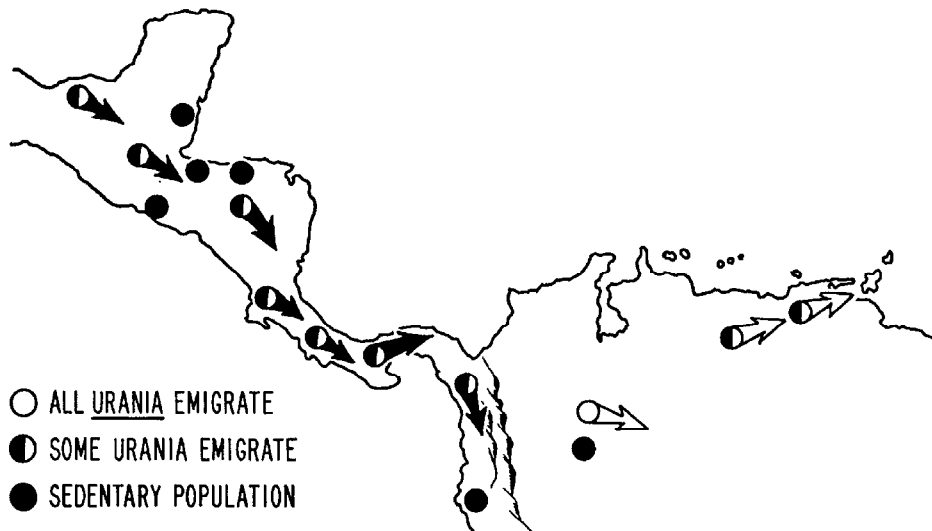 ALL URANIA EMIGRATE
SOME URANIA EMIGRATE
SEDENTARY POPULATION